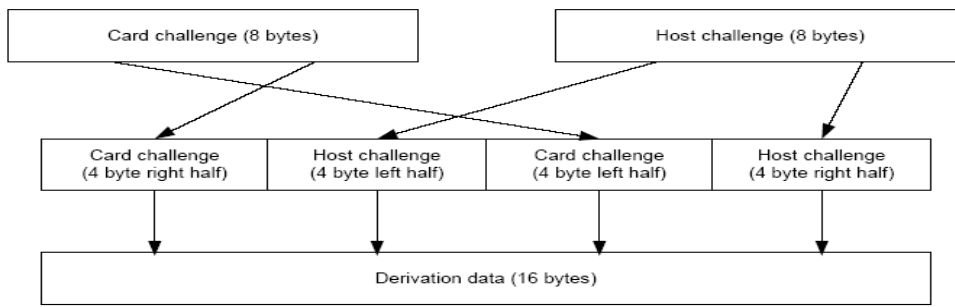 Card challenge (8 bytes)
Host challenge (8 bytes)
Card challenge
(4 byte right half)
Host challenge
(4 byte left half)
Card challenge
(4 byte left half)
Host challenge
(4 byte right half)
Derivation data (16 bytes)